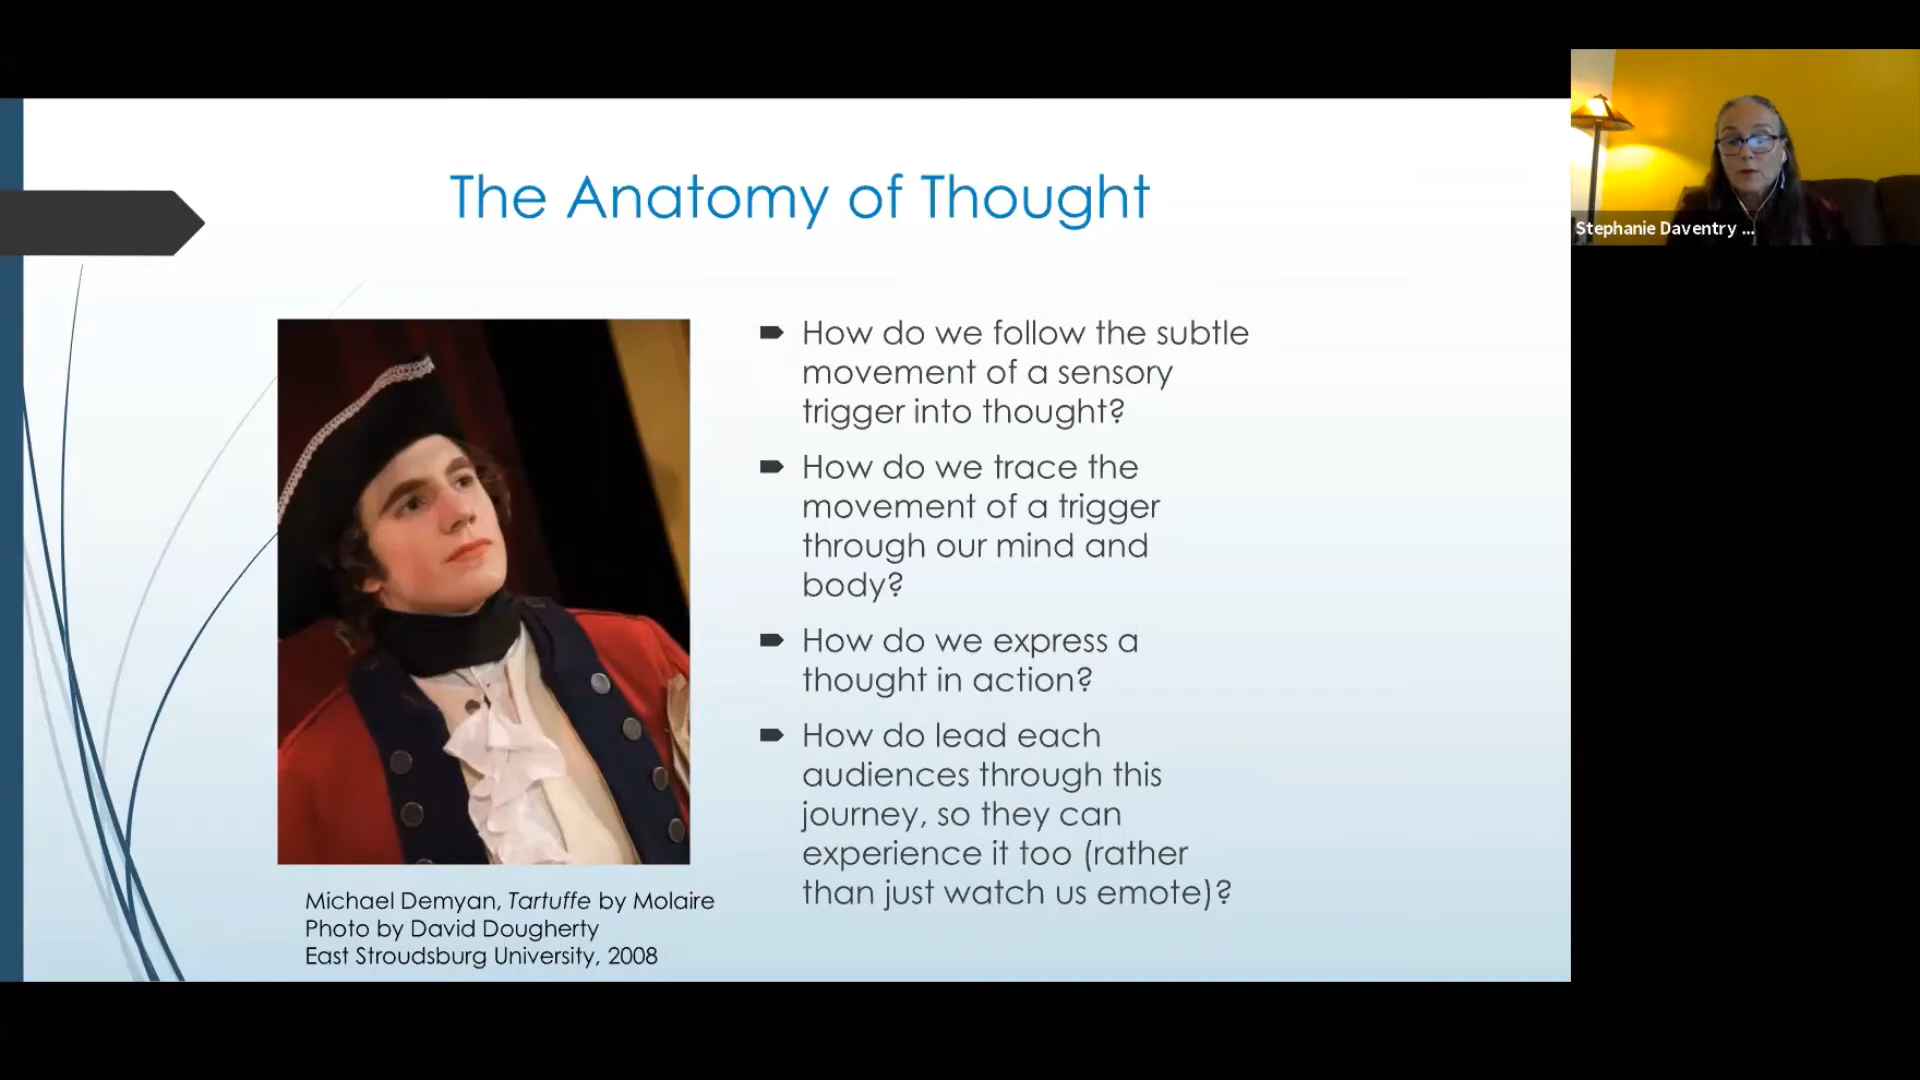 The Anatomy of Thought
How do we follow the subtle
movement of a sensory
trigger into thought?
How do we trace the
movement of a trigger
through our mind and
body?
How do we express a
thought in action?
How do lead each
audiences through this
journey, so they can
experience it too (rather
than just watch us emote)?
Michael Demyan, Tartuffe by Molaire
Photo by David Dougherty
East Stroudsburg University, 2008
Stephanie Daventry ...